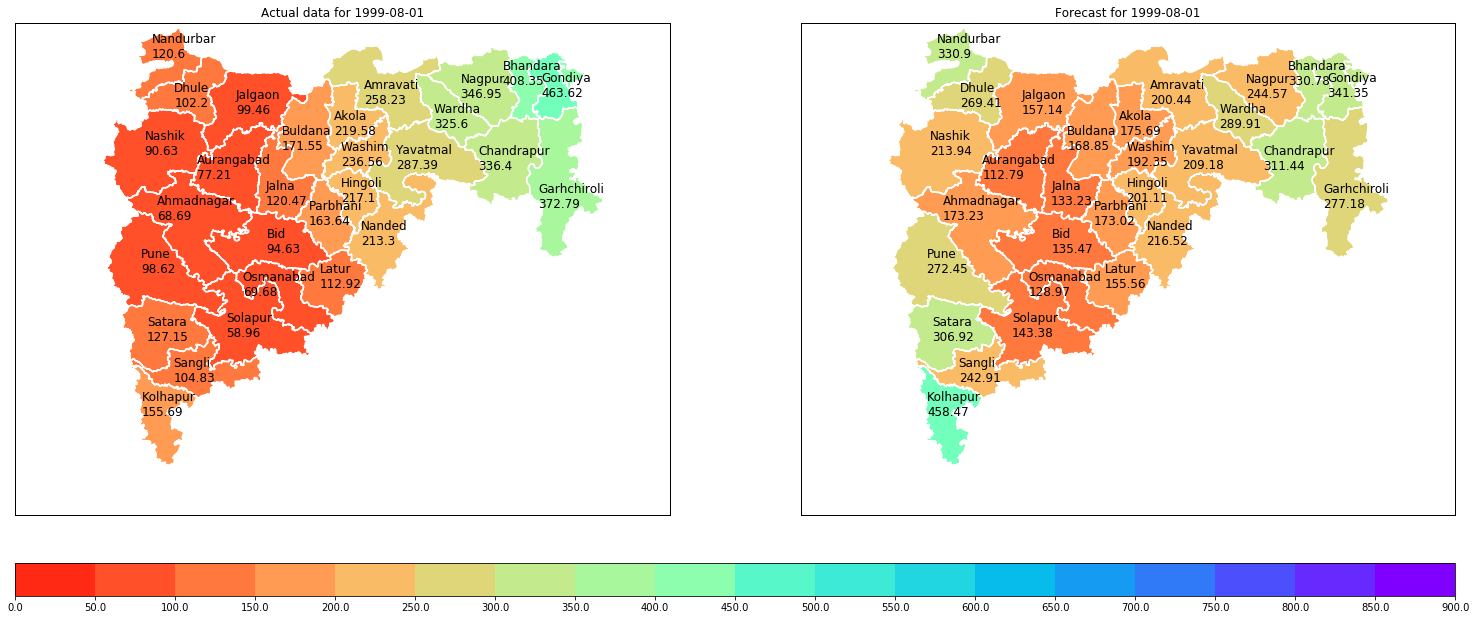 Actual data for 1999-08-01
Nandurbar
120.6
Dhule
102.2
Jalgaon
99.46
Nashik
90.63
Aurangabad
77.21
Buldana
171.55
Akola
219.58
Amravati
258.23
Nagpur
346.95
Bhandara
408.35
Gondiya
463.62
Wardha
325.6
Washim
236.56
Yavatmal
287.39
Chandrapur
336.4
Garhchiroli
372.79
Ahmadnagar
68.69
Jalna
120.47
Hingoli
217.1
Parbhani
163.64
Nanded
213.3
Bid
94.63
Pune
98.62
Osmanabad
69.68
Latur
112.92
Satara
127.15
Solapur
58.96
Sangli
104.83
Kolhapur
155.69
Forecast for 1999-08-01
Nandurbar
330.9
Dhule
269.41
Jalgaon
157.14
Nashik
213.94
Aurangabad
112.79
Buldana
168.85
Akola
175.69
Amravati
200.44
Nagpur
244.57
Bhandara
330.78
Gondiya
341.35
Wardha
289.91
Washim
192.35
Yavatmal
209.18
Chandrapur
311.44
Garhchiroli
277.18
Ahmadnagar
173.23
Jalna
133.23
Hingoli
201.11
Parbhani
173.02
Nanded
216.52
Bid
135.47
Pune
272.45
Osmanabad
128.97
Latur
155.56
Satara
306.92
Solapur
143.38
Sangli
242.91
Kolhapur
458.47
0.0 50.0 100.0 150.0 200.0 250.0 300.0 350.0 400.0 450.0 500.0 550.0 600.0 650.0 700.0 750.0 800.0 850.0 900.0